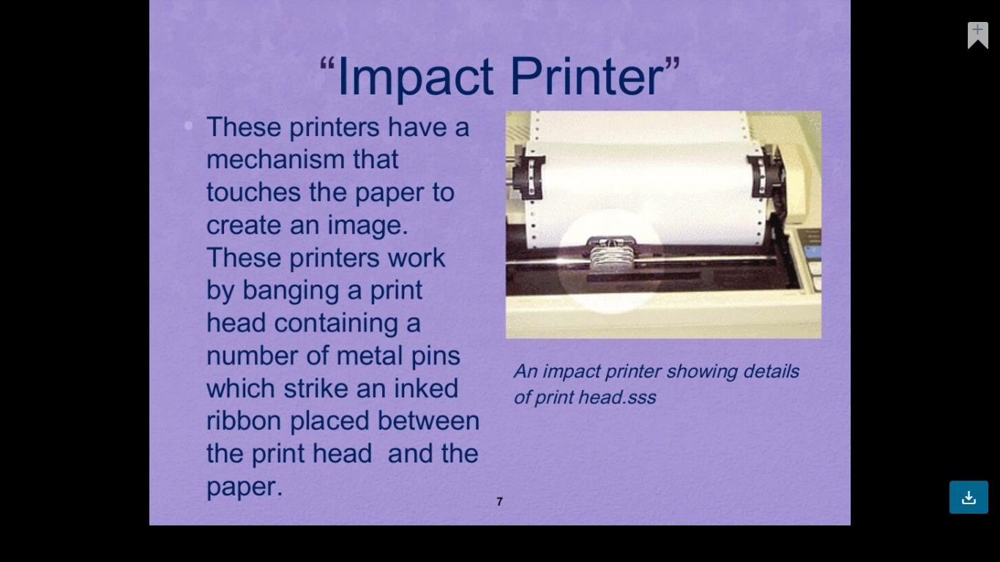 “Impact Printer”
These printers have a
mechanism that
touches the paper to
create an image.
These printers work
by banging a print
head containing a
number of metal pins
which strike an inked
ribbon placed between
the print head  and the
paper.
An impact printer showing details
of print head.sss
7